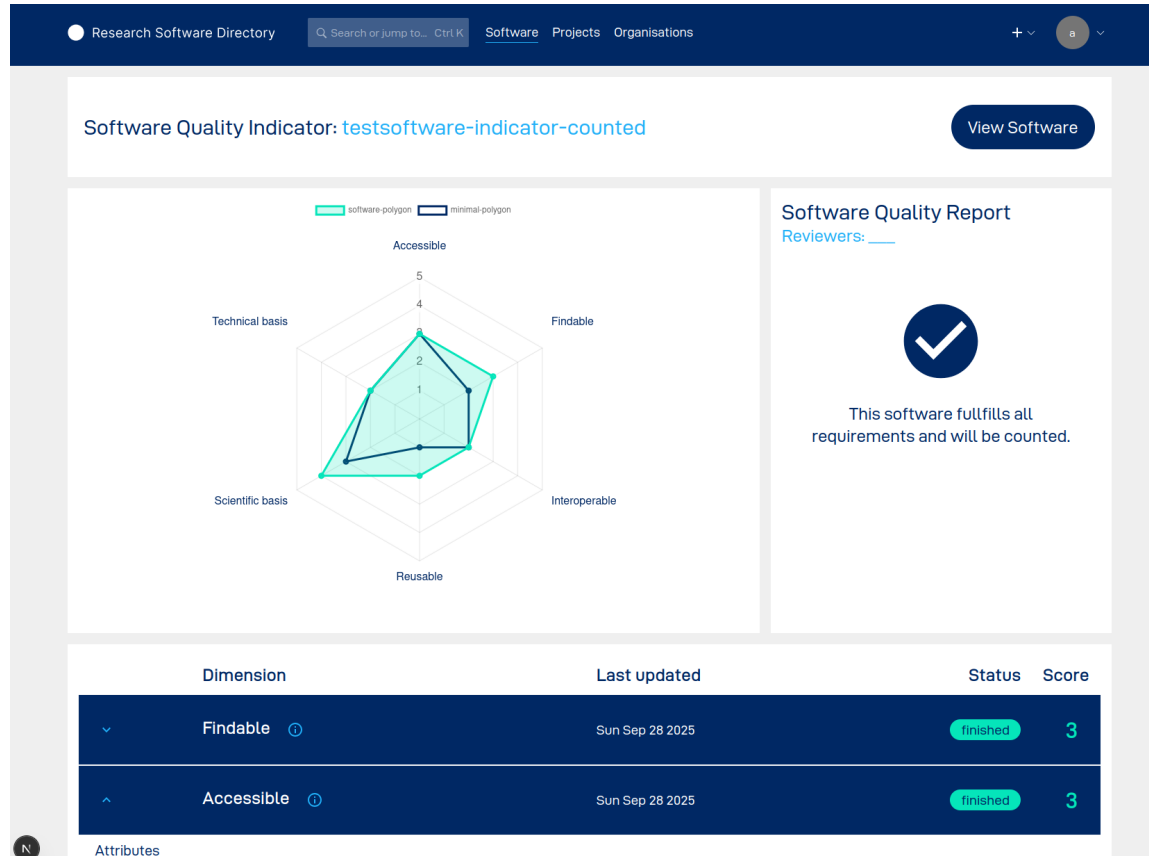 Research Software Directory
Search or jump to... Ctrl K
Software Projects Organisations
+
a
Software Quality Indicator: testsoftware-indicator-counted
View Software
software-polygon minimal-polygon
Accessible
5
4
3
2
1
Technical basis
Findable
Scientific basis
Interoperable
Reusable
Software Quality Report
Reviewers: ___
This software fullfills all
requirements and will be counted.
Dimension Last updated Status Score
Findable Sun Sep 28 2025 finished 3
Accessible Sun Sep 28 2025 finished 3
N
Attributes